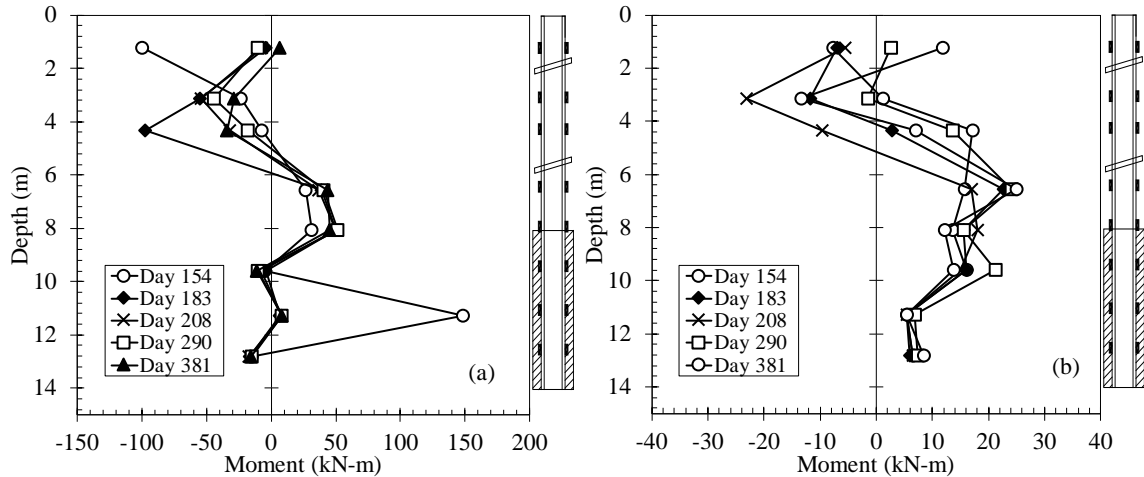 0
2
4
6
8
10
12
14
Depth (m)
Day 154
Day 183
Day 208
Day 290
Day 381
(a)
-150 -100 -50 0 50 100 150 200
Moment (kN-m)
0
2
4
6
8
10
12
14
Depth (m)
Day 154
Day 183
Day 208
Day 290
Day 381
(b)
-40 -30 -20 -10 0 10 20 30 40
Moment (kN-m)